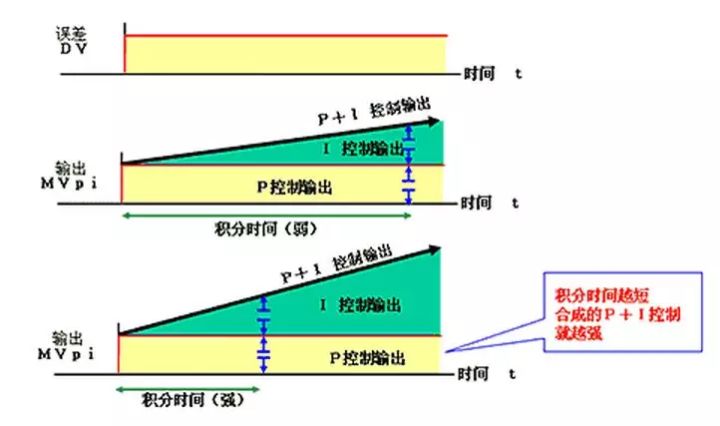 误差
DV
时间 t
P+I 控制输出
I 控制输出
输出
MVpi
P控制输出
时间 t
积分时间(弱)
P+I 控制输出
I 控制输出
积分时间越短
合成的P+I控制
就越强
输出
MVpi
P控制输出
时间 t
积分时间(强)